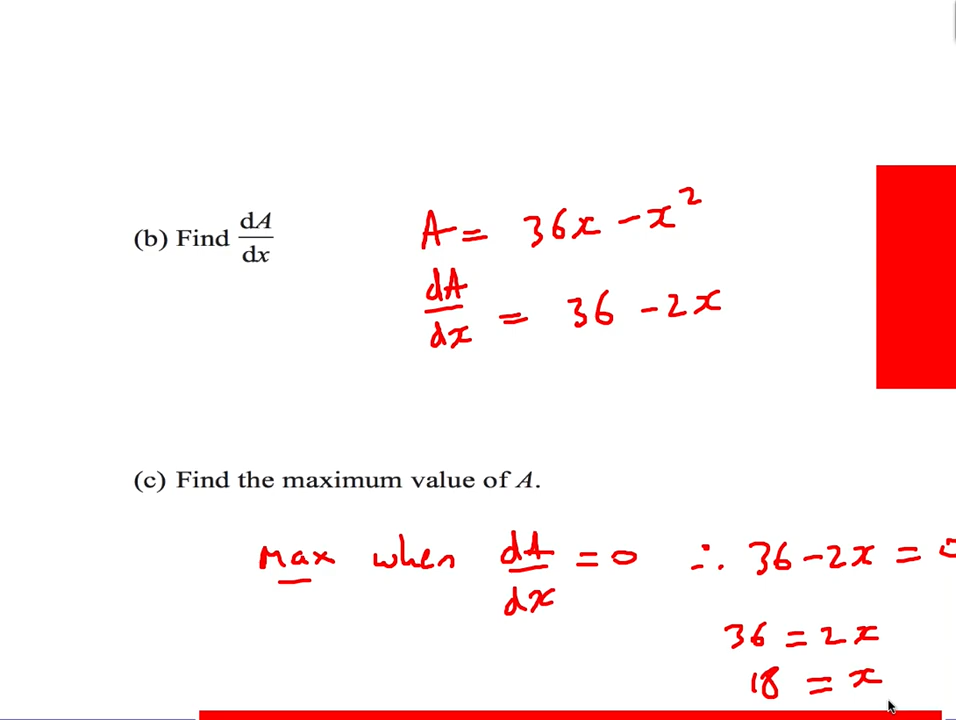 (b) Find dA/dx
A = 36x - x²
dA/dx = 36 - 2x
(c) Find the maximum value of A.
max when dA/dx = 0 ∴ 36 - 2x = 0
36 = 2x
18 = x